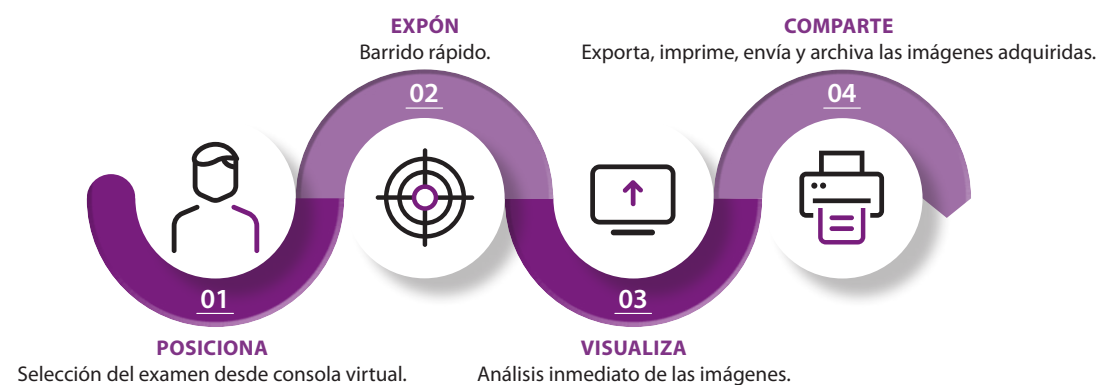 EXPÓN
Barrido rápido.
COMPARTE
Exporta, imprime, envía y archiva las imágenes adquiridas.
02
04
01
03
POSICIONA
Selección del examen desde consola virtual.
VISUALIZA
Análisis inmediato de las imágenes.